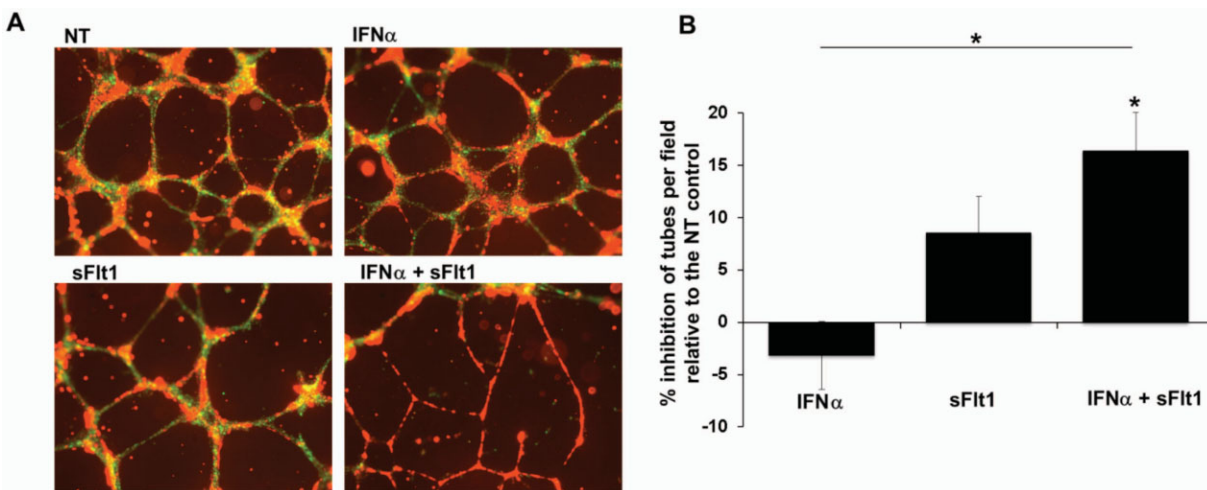 A
NT
IFNα
sFlt1
IFNα + sFlt1
B
*
*
% inhibition of tubes per field
relative to the NT control
20
15
10
5
0
-5
-10
IFNα
sFlt1
IFNα + sFlt1